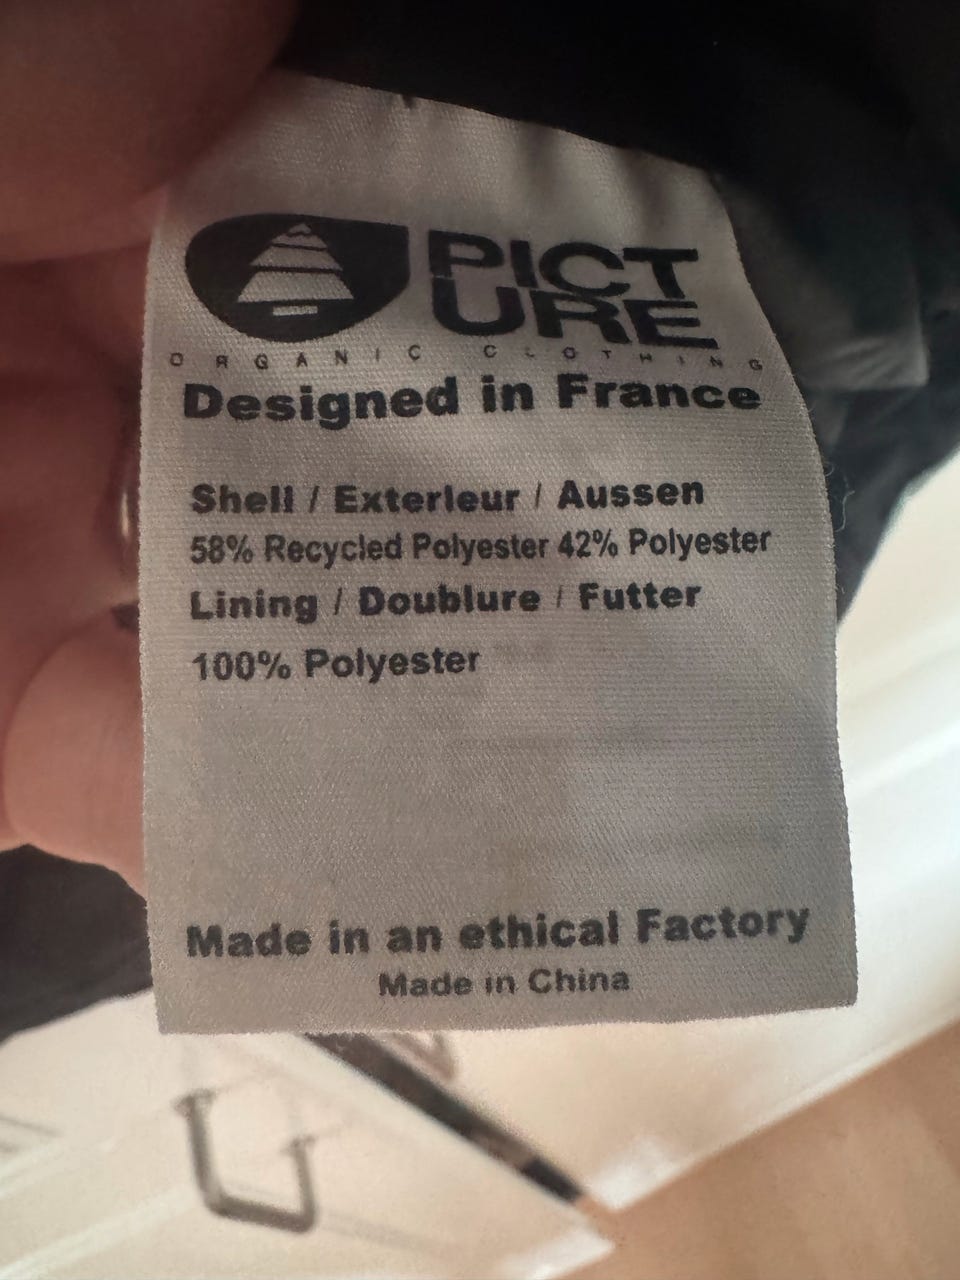 PICT
URE
ORGANIC CLOTHING
Designed in France
Shell / Exterleur / Aussen
58% Recycled Polyester 42% Polyester
Lining / Doublure / Futter
100% Polyester
Made in an ethical Factory
Made in China